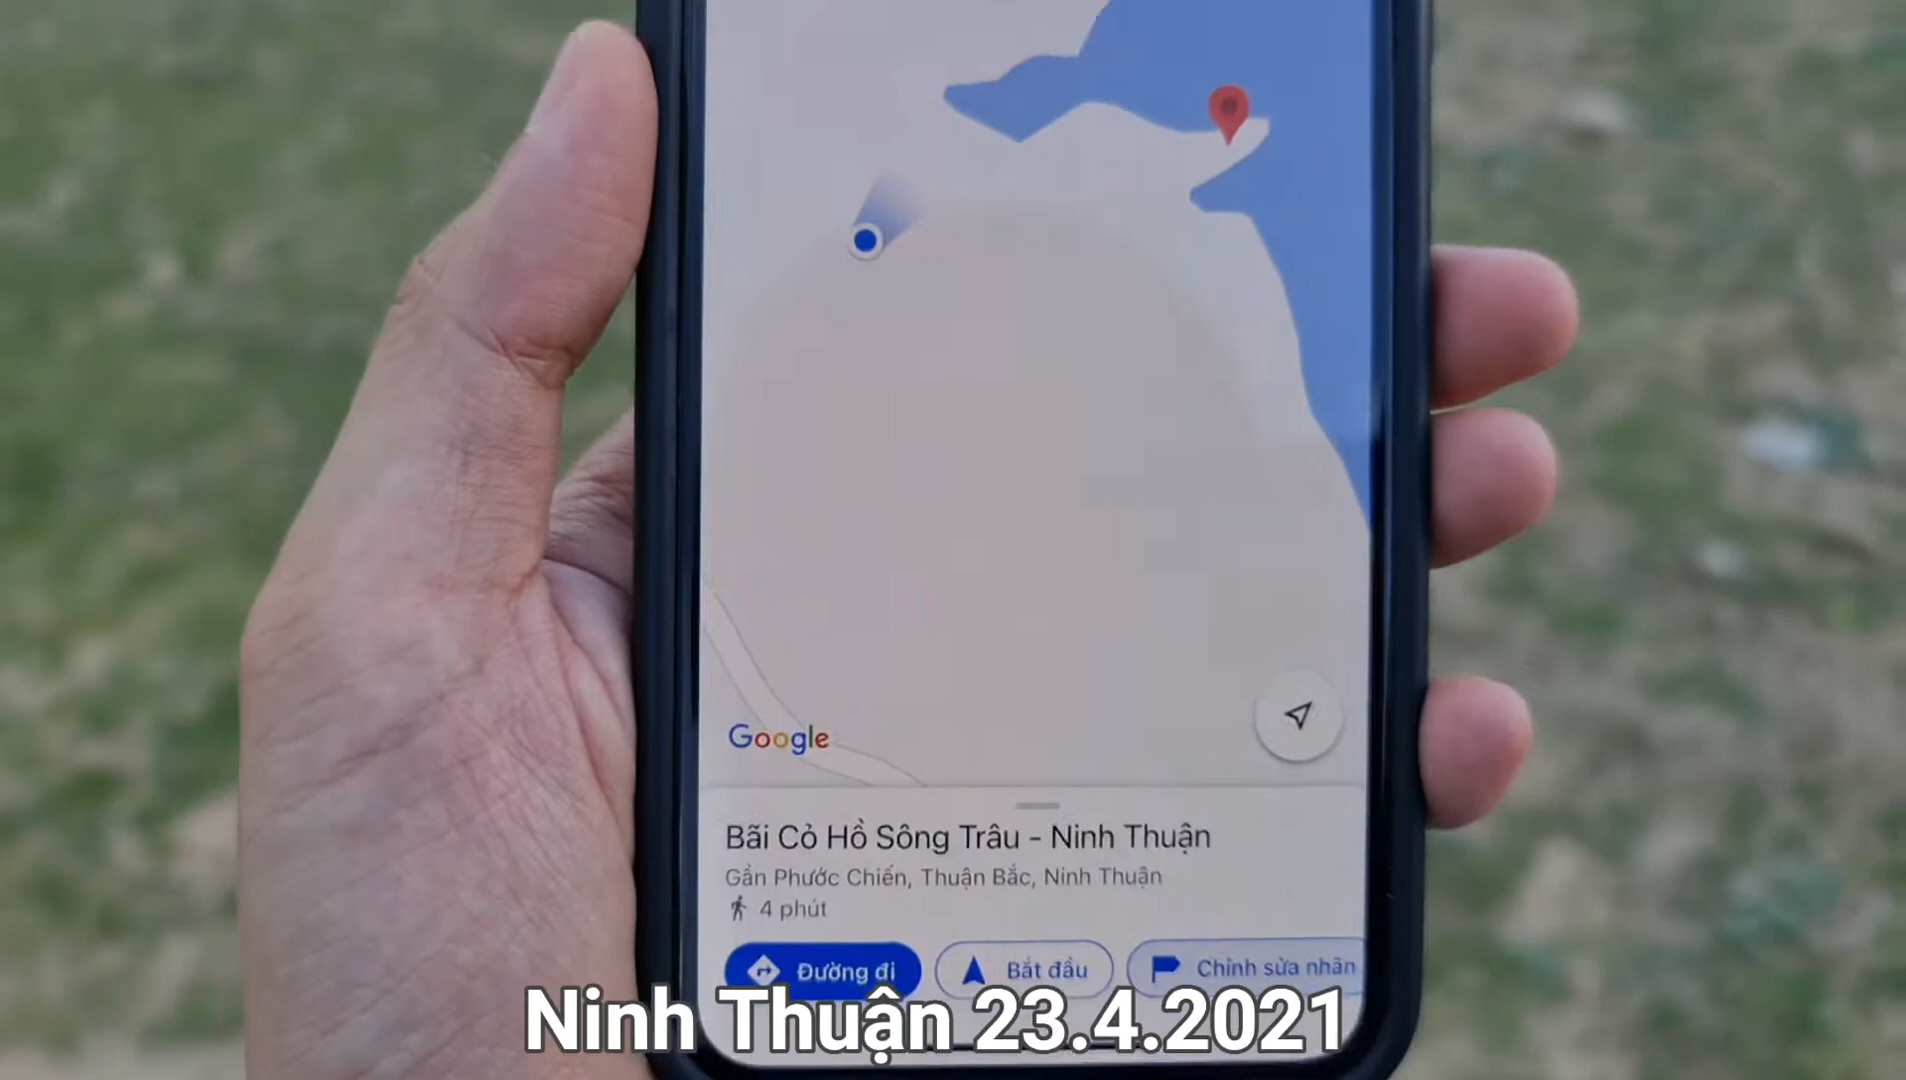 Google
Bãi Cỏ Hồ Sông Trâu - Ninh Thuận
Gần Phước Chiến, Thuận Bắc, Ninh Thuận
4 phút
Đường đi
Bắt đầu
Chỉnh sửa nhãn
Ninh Thuận 23.4.2021